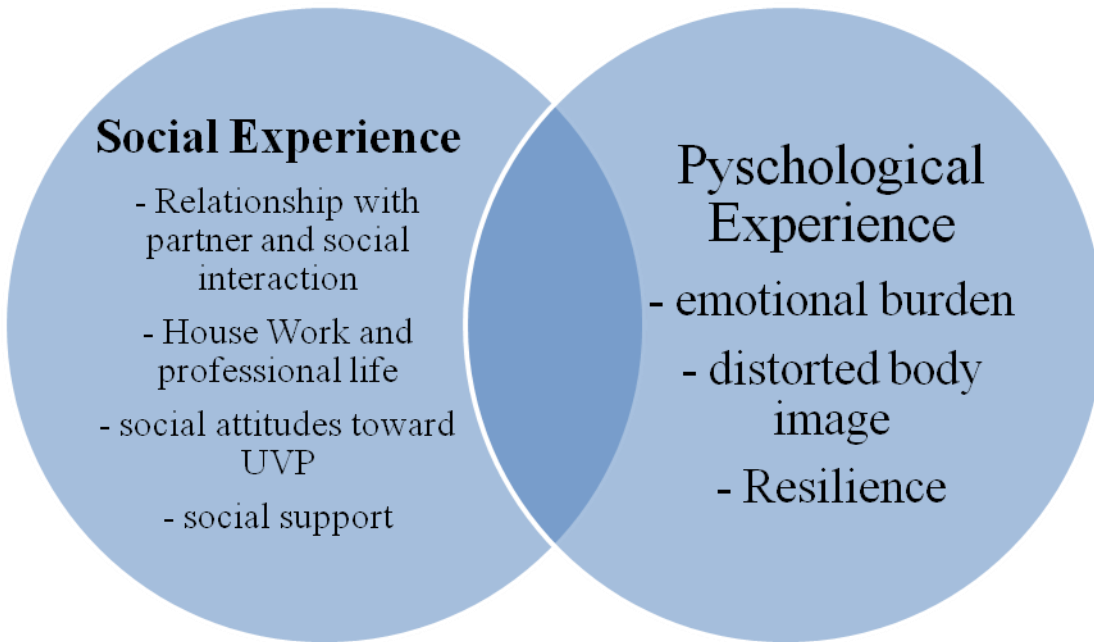 Social Experience
- Relationship with
partner and social
interaction
- House Work and
professional life
- social attitudes toward
UVP
- social support
Pyschological
Experience
- emotional burden
- distorted body
image
- Resilience